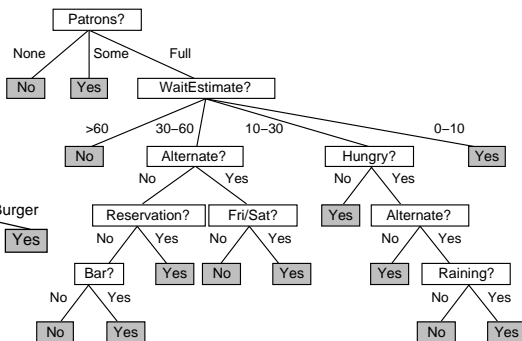 Patrons?
None Some Full
No Yes WaitEstimate?
>60 30–60 10–30 0–10
No Alternate? Hungry? Yes
No Yes No Yes
Burger
Reservation? Fri/Sat? Yes Alternate?
Yes
No Yes No Yes No Yes
Bar? Yes No Yes Yes Raining?
No Yes No Yes
No Yes No Yes